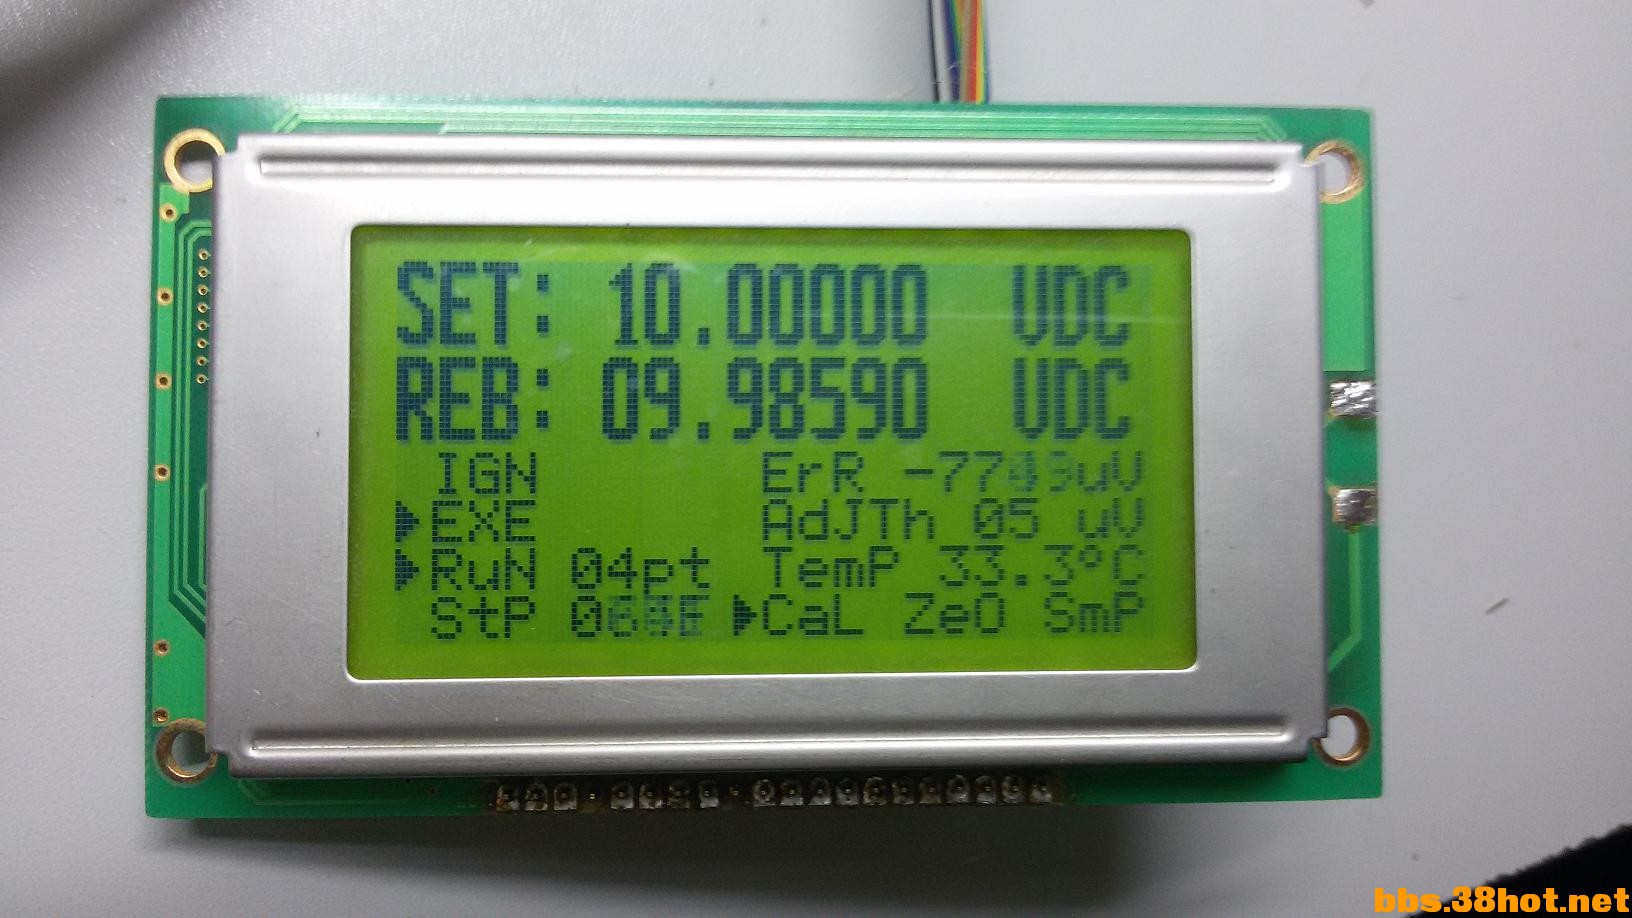 SET: 10.00000 VDC
REB: 09.98590 VDC
IGN ErR
▶EXE AdJTh 05 uV
▶RuN 04pt TemP 33.3°C
StP ▶CaL ZeO SmP
bbs.38hot.net